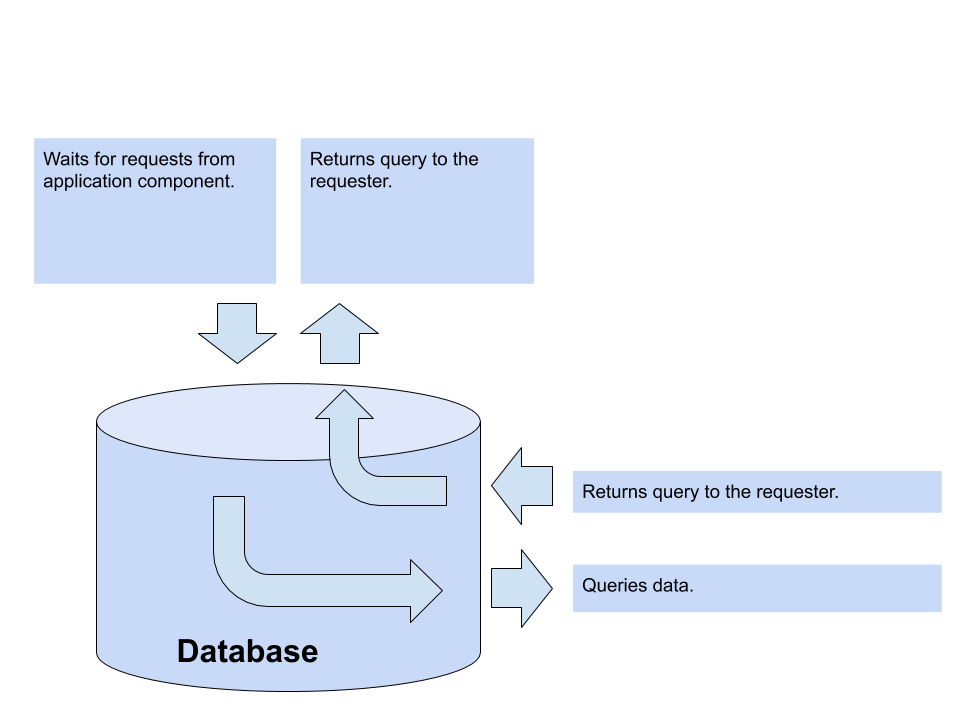 Waits for requests from
application component.
Returns query to the
requester.
Returns query to the requester.
Queries data.
Database